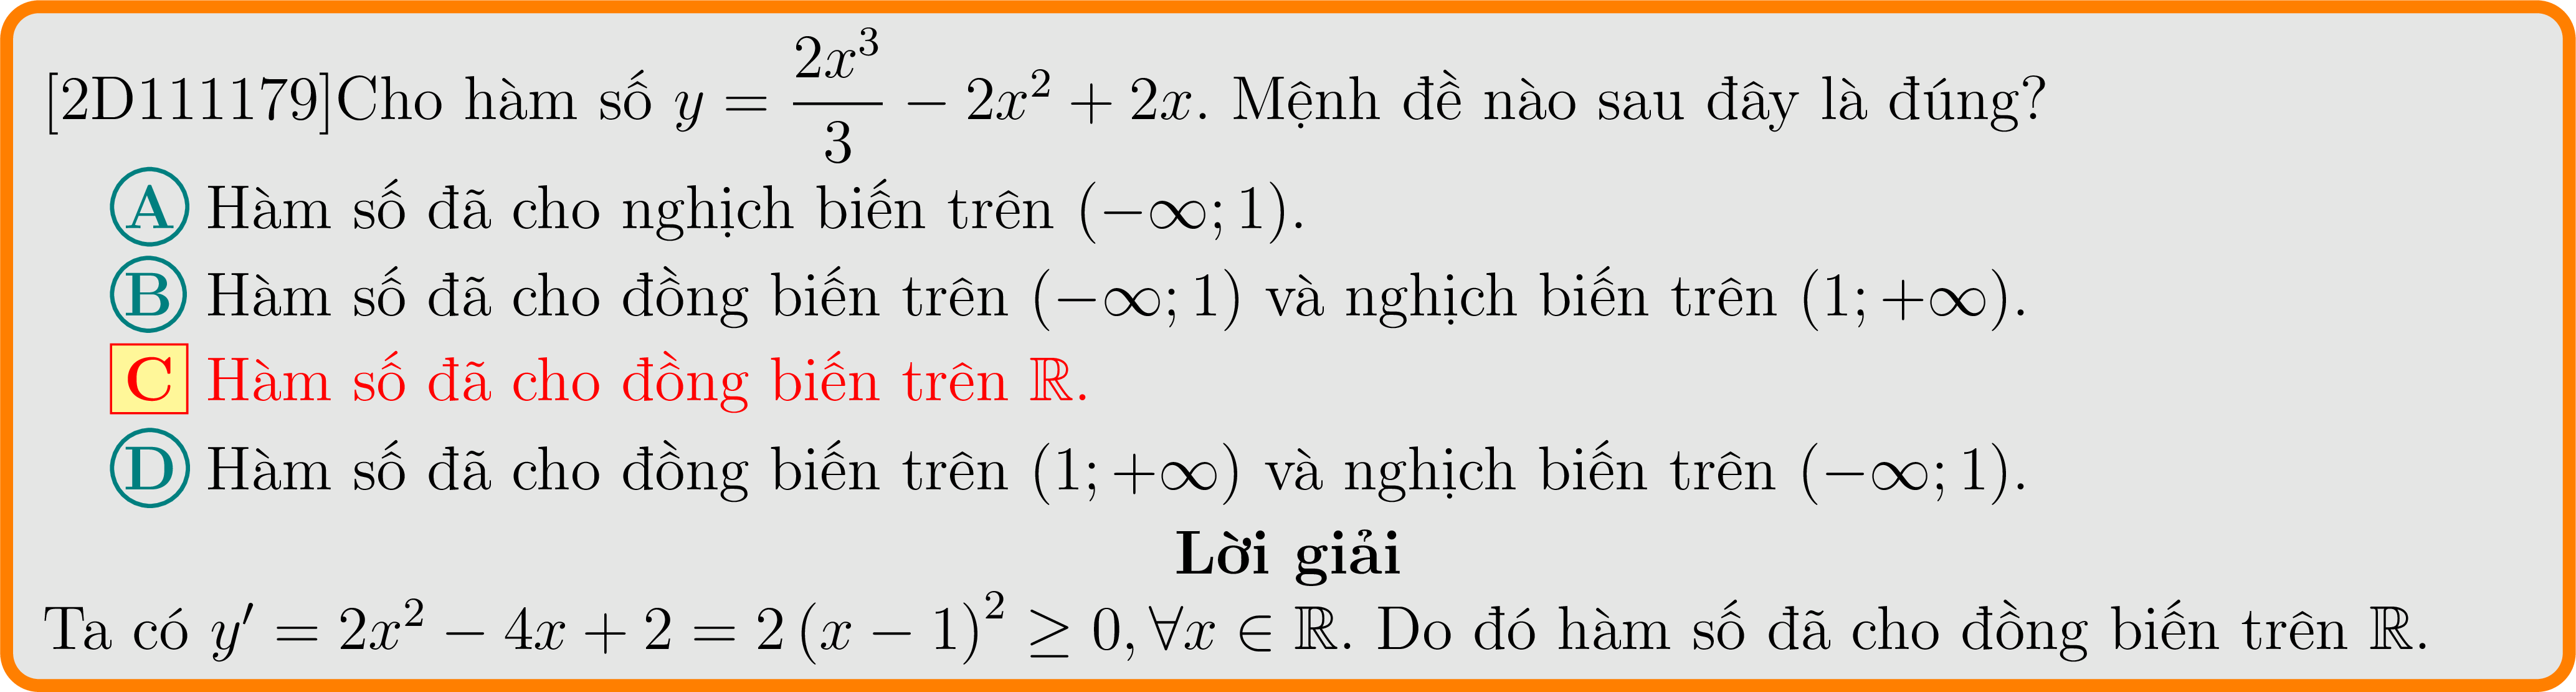 [2D111179]Cho hàm số $y = \dfrac{2x^3}{3} - 2x^2 + 2x$. Mệnh đề nào sau đây là đúng?
A Hàm số đã cho nghịch biến trên $(-\infty; 1)$.
B Hàm số đã cho đồng biến trên $(-\infty; 1)$ và nghịch biến trên $(1; +\infty)$.
C Hàm số đã cho đồng biến trên $\mathbb{R}$.
D Hàm số đã cho đồng biến trên $(1; +\infty)$ và nghịch biến trên $(-\infty; 1)$.
Lời giải
Ta có $y' = 2x^2 - 4x + 2 = 2(x - 1)^2 \geq 0, \forall x \in \mathbb{R}$. Do đó hàm số đã cho đồng biến trên $\mathbb{R}$.